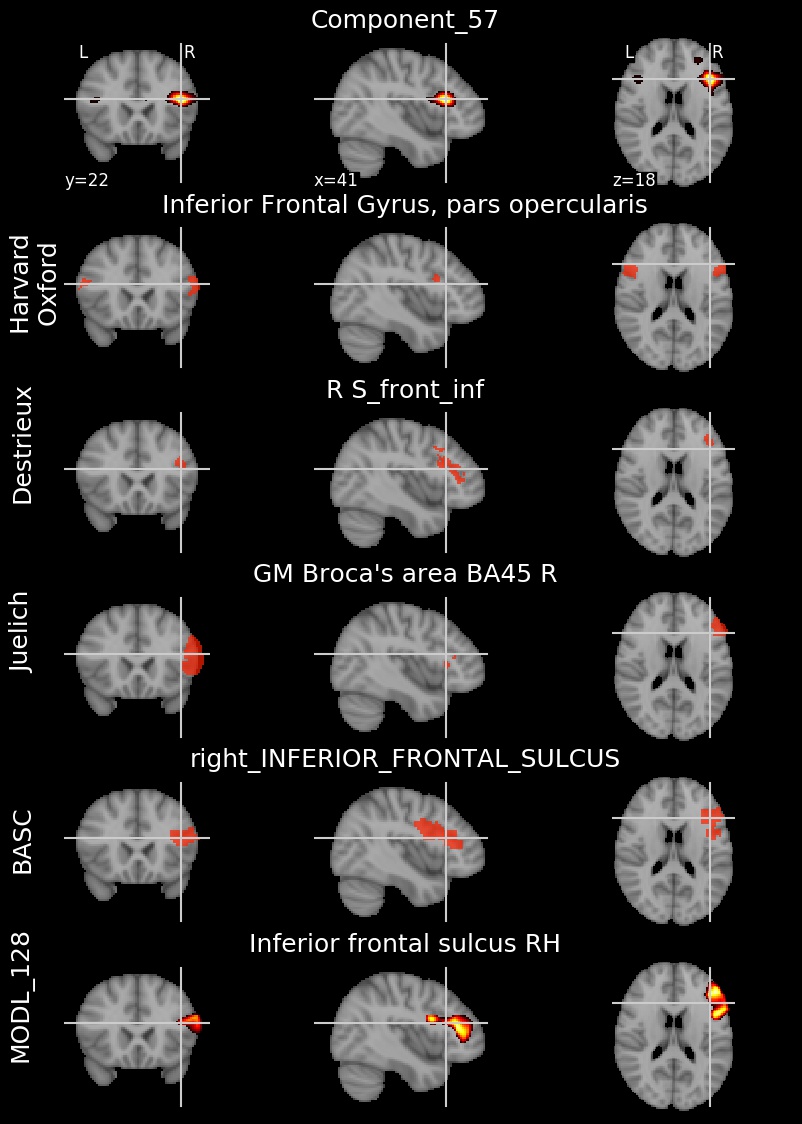 Component_57
L R L R
y=22 x=41 z=18
Inferior Frontal Gyrus, pars opercularis
Harvard
Oxford
R S_front_inf
Destrieux
GM Broca's area BA45 R
Juelich
right_INFERIOR_FRONTAL_SULCUS
BASC
Inferior frontal sulcus RH
MODL_128